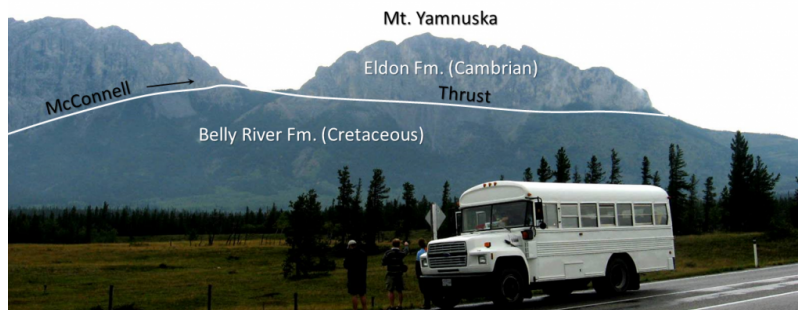 Mt. Yamnuska
Eldon Fm. (Cambrian)
McConnell
Thrust
Belly River Fm. (Cretaceous)